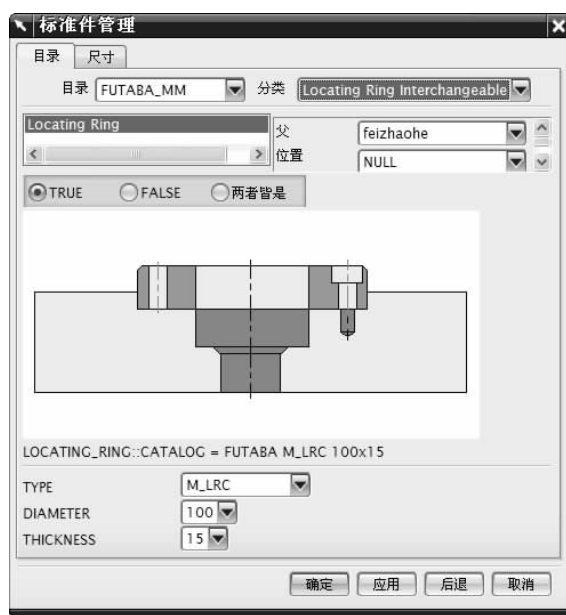 标准件管理
目录 尺寸
目录 FUTABA_MM 分类 Locating Ring Interchangeable
Locating Ring
父 feizhaohe
位置 NULL
TRUE FALSE 两者皆是
LOCATING_RING::CATALOG = FUTABA M_LRC 100x15
TYPE M_LRC
DIAMETER 100
THICKNESS 15
确定 应用 后退 取消